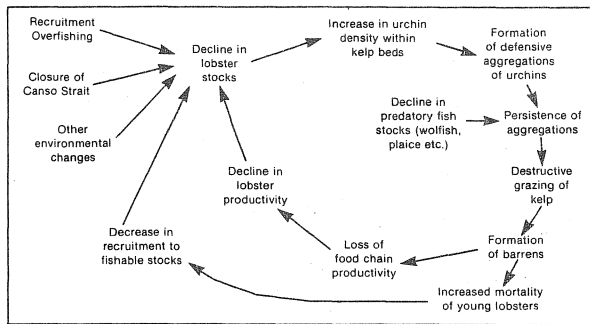 Recruitment
Overfishing
Closure of
Canso Strait
Other
environmental
changes
Decline in
lobster
stocks
Increase in urchin
density within
kelp beds
Formation
of defensive
aggregations
of urchins
Decline in
predatory fish
stocks (wolfish,
plaice etc.)
Persistence of
aggregations
Destructive
grazing of
kelp
Formation
of barrens
Increased mortality
of young lobsters
Loss of
food chain
productivity
Decline in
lobster
productivity
Decrease in
recruitment to
fishable stocks